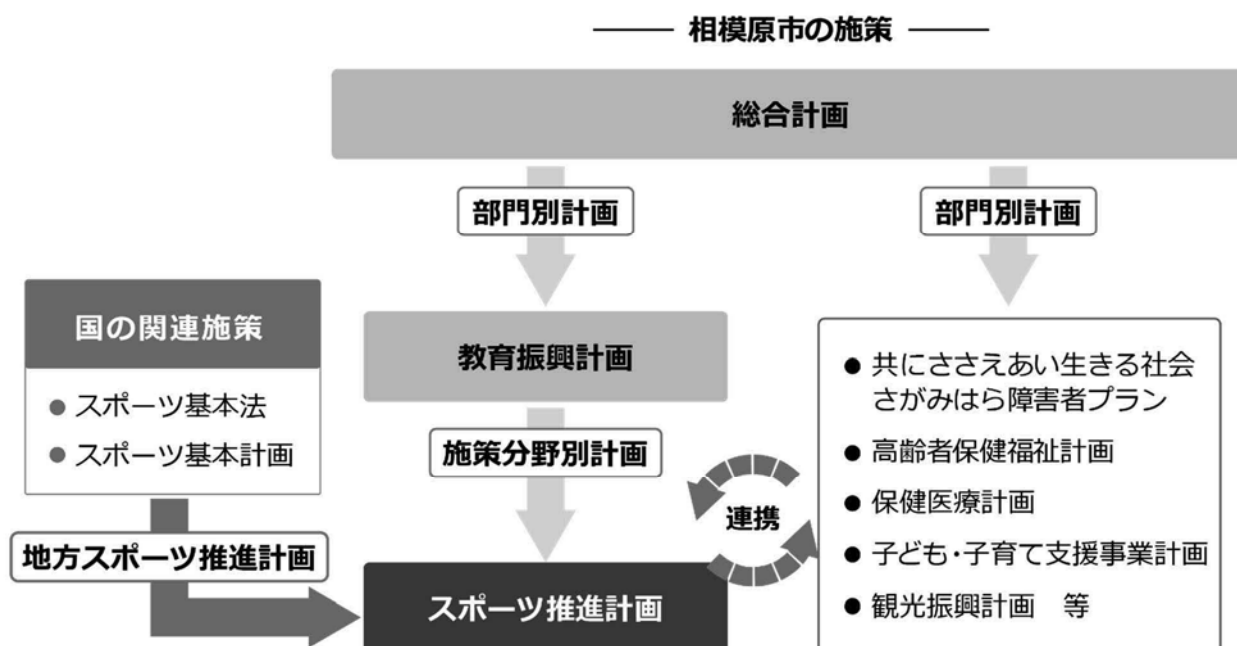 相模原市の施策
総合計画
部門別計画
部門別計画
国の関連施策
● スポーツ基本法
● スポーツ基本計画
地方スポーツ推進計画
教育振興計画
施策分野別計画
スポーツ推進計画
連携
● 共にささえあい生きる社会
さがみはら障害者プラン
● 高齢者保健福祉計画
● 保健医療計画
● 子ども・子育て支援事業計画
● 観光振興計画　等